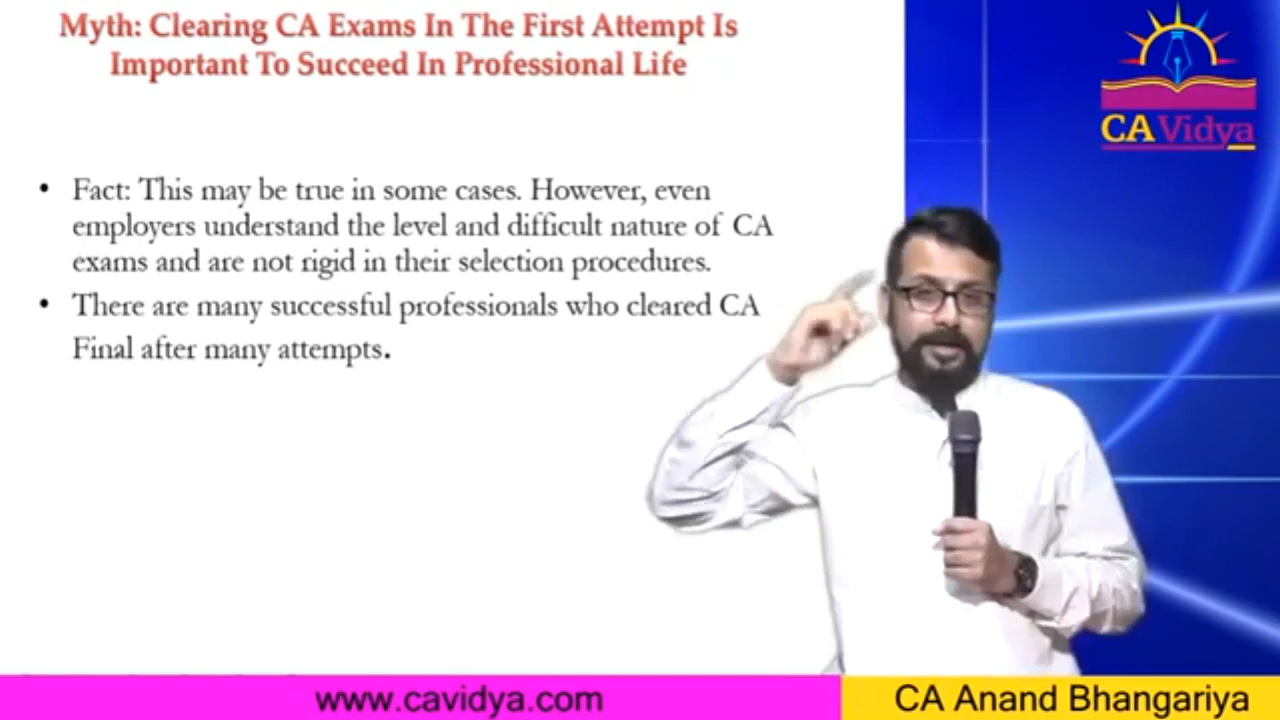 Myth: Clearing CA Exams In The First Attempt Is
Important To Succeed In Professional Life
• Fact: This may be true in some cases. However, even
employers understand the level and difficult nature of CA
exams and are not rigid in their selection procedures.
• There are many successful professionals who cleared CA
Final after many attempts.
CA Vidya
www.cavidya.com
CA Anand Bhangariya